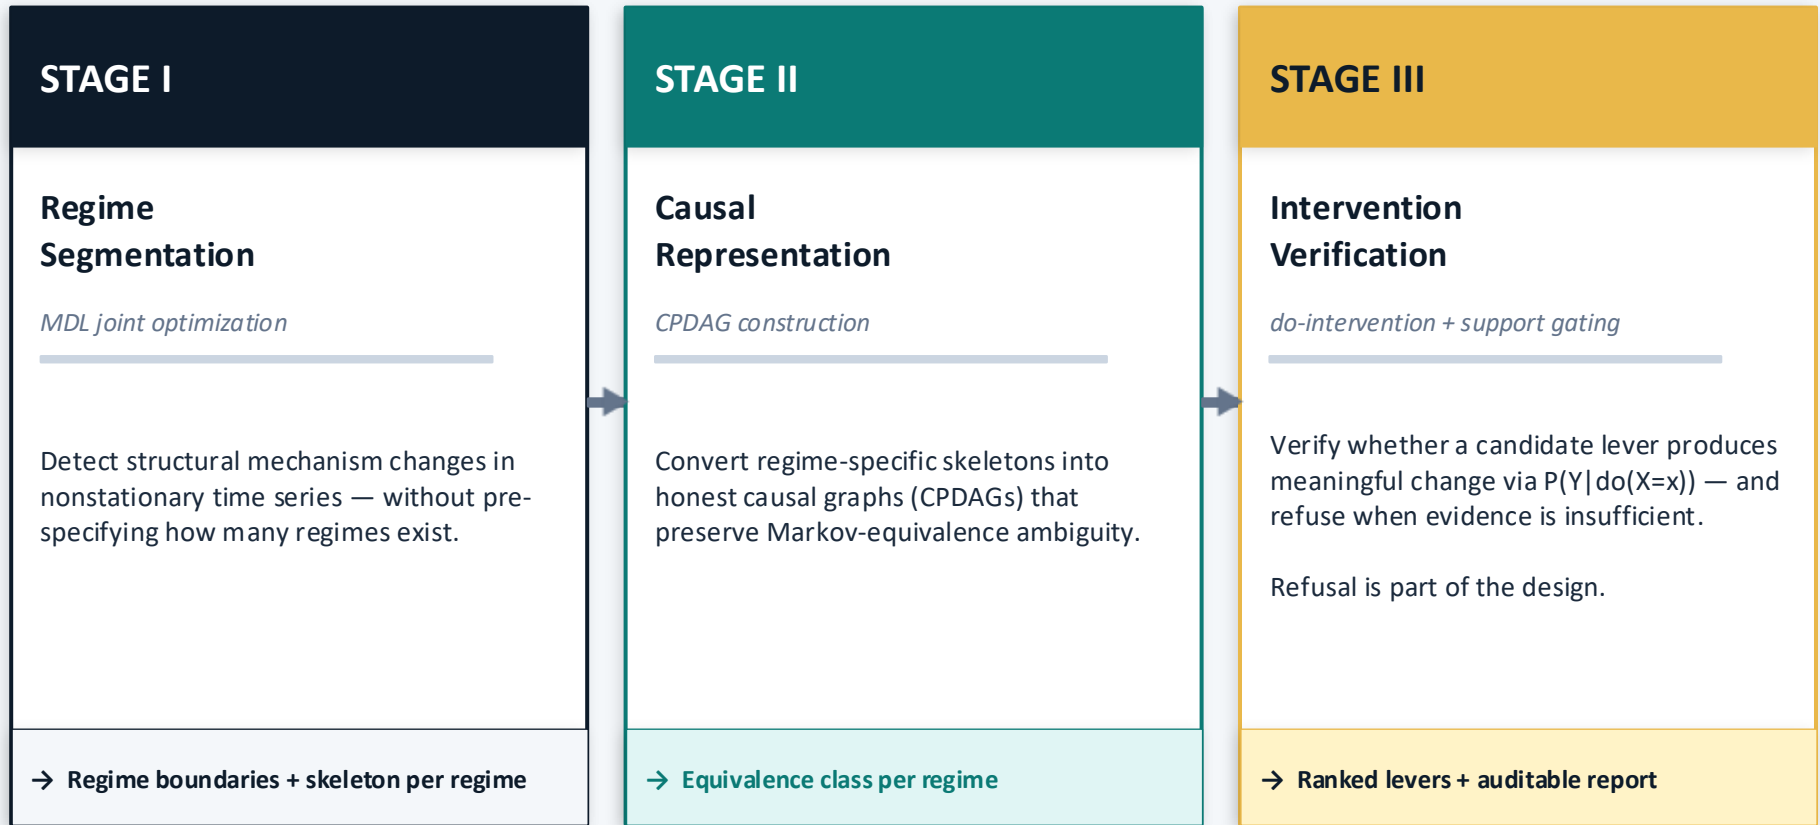 STAGE I
Regime
Segmentation
MDL joint optimization
Detect structural mechanism changes in
nonstationary time series — without pre-
specifying how many regimes exist.
→ Regime boundaries + skeleton per regime
STAGE II
Causal
Representation
CPDAG construction
Convert regime-specific skeletons into
honest causal graphs (CPDAGs) that
preserve Markov-equivalence ambiguity.
→ Equivalence class per regime
STAGE III
Intervention
Verification
do-intervention + support gating
Verify whether a candidate lever produces
meaningful change via P(Y|do(X=x)) — and
refuse when evidence is insufficient.
Refusal is part of the design.
→ Ranked levers + auditable report